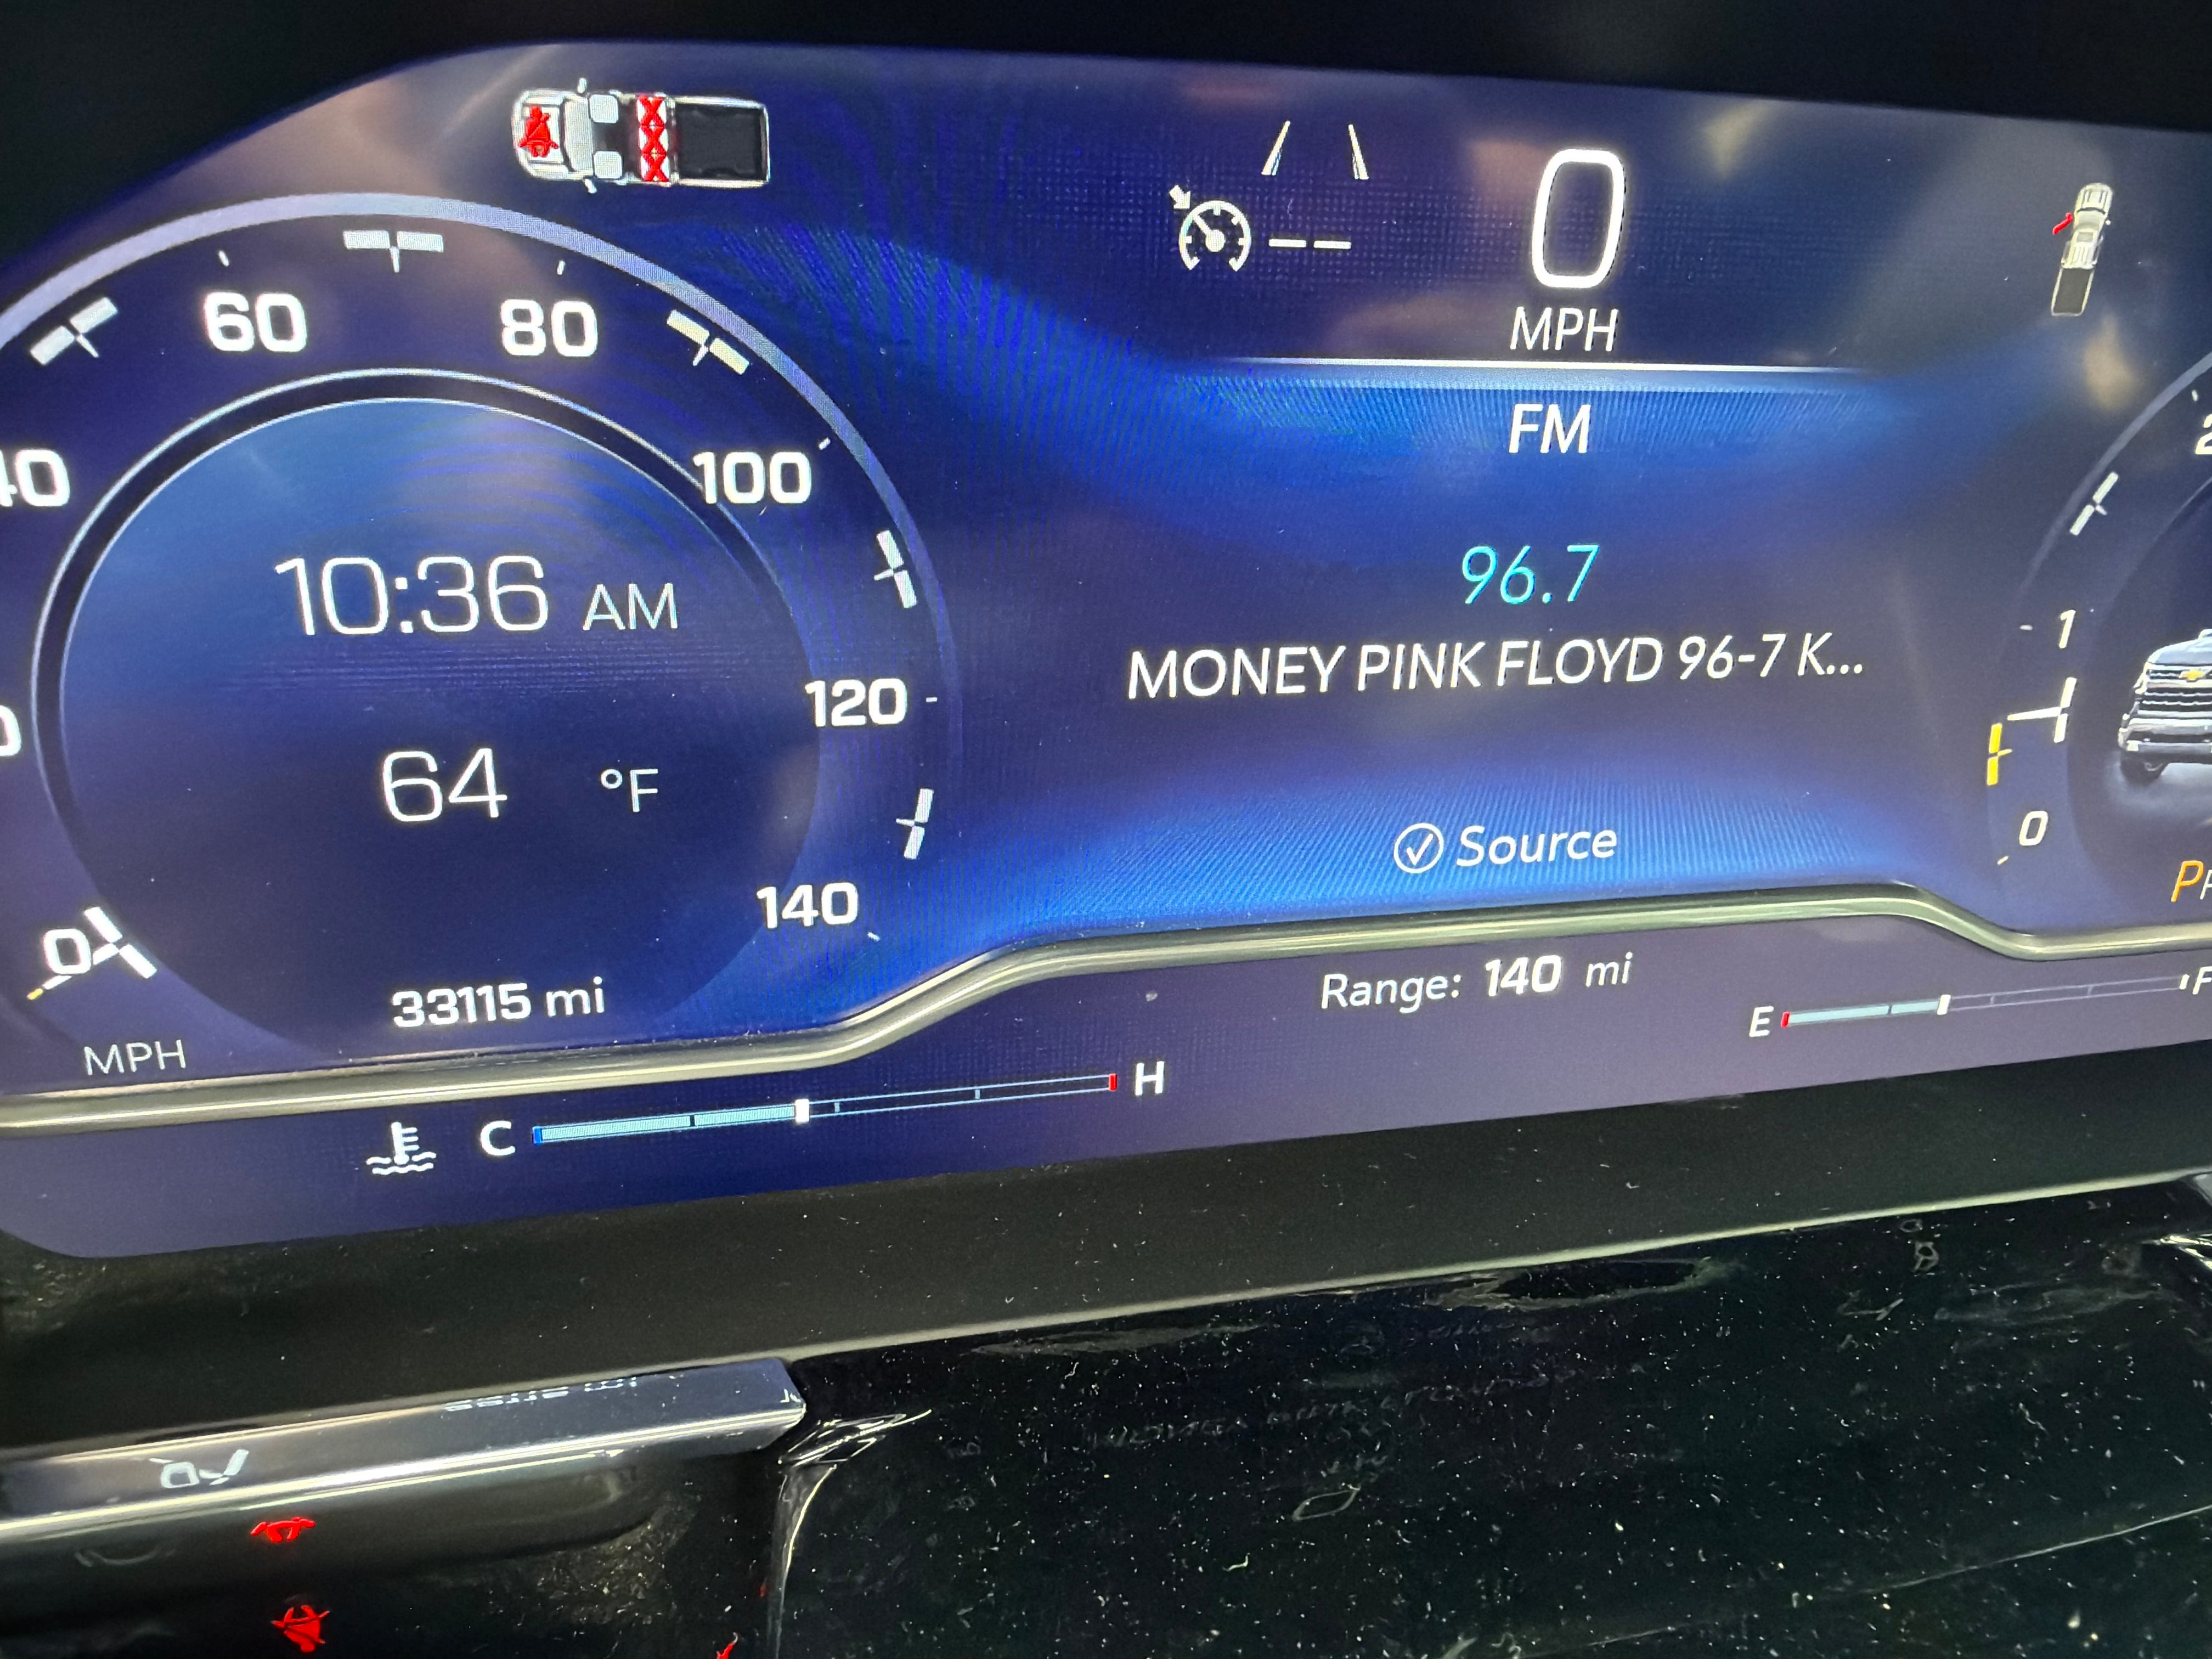 0
MPH
FM
96.7
MONEY PINK FLOYD 96-7 K...
Source
60
80
100
120
140
0
MPH
10:36 AM
64 °F
33115 mi
C
H
Range: 140 mi
E
F
1
0
P